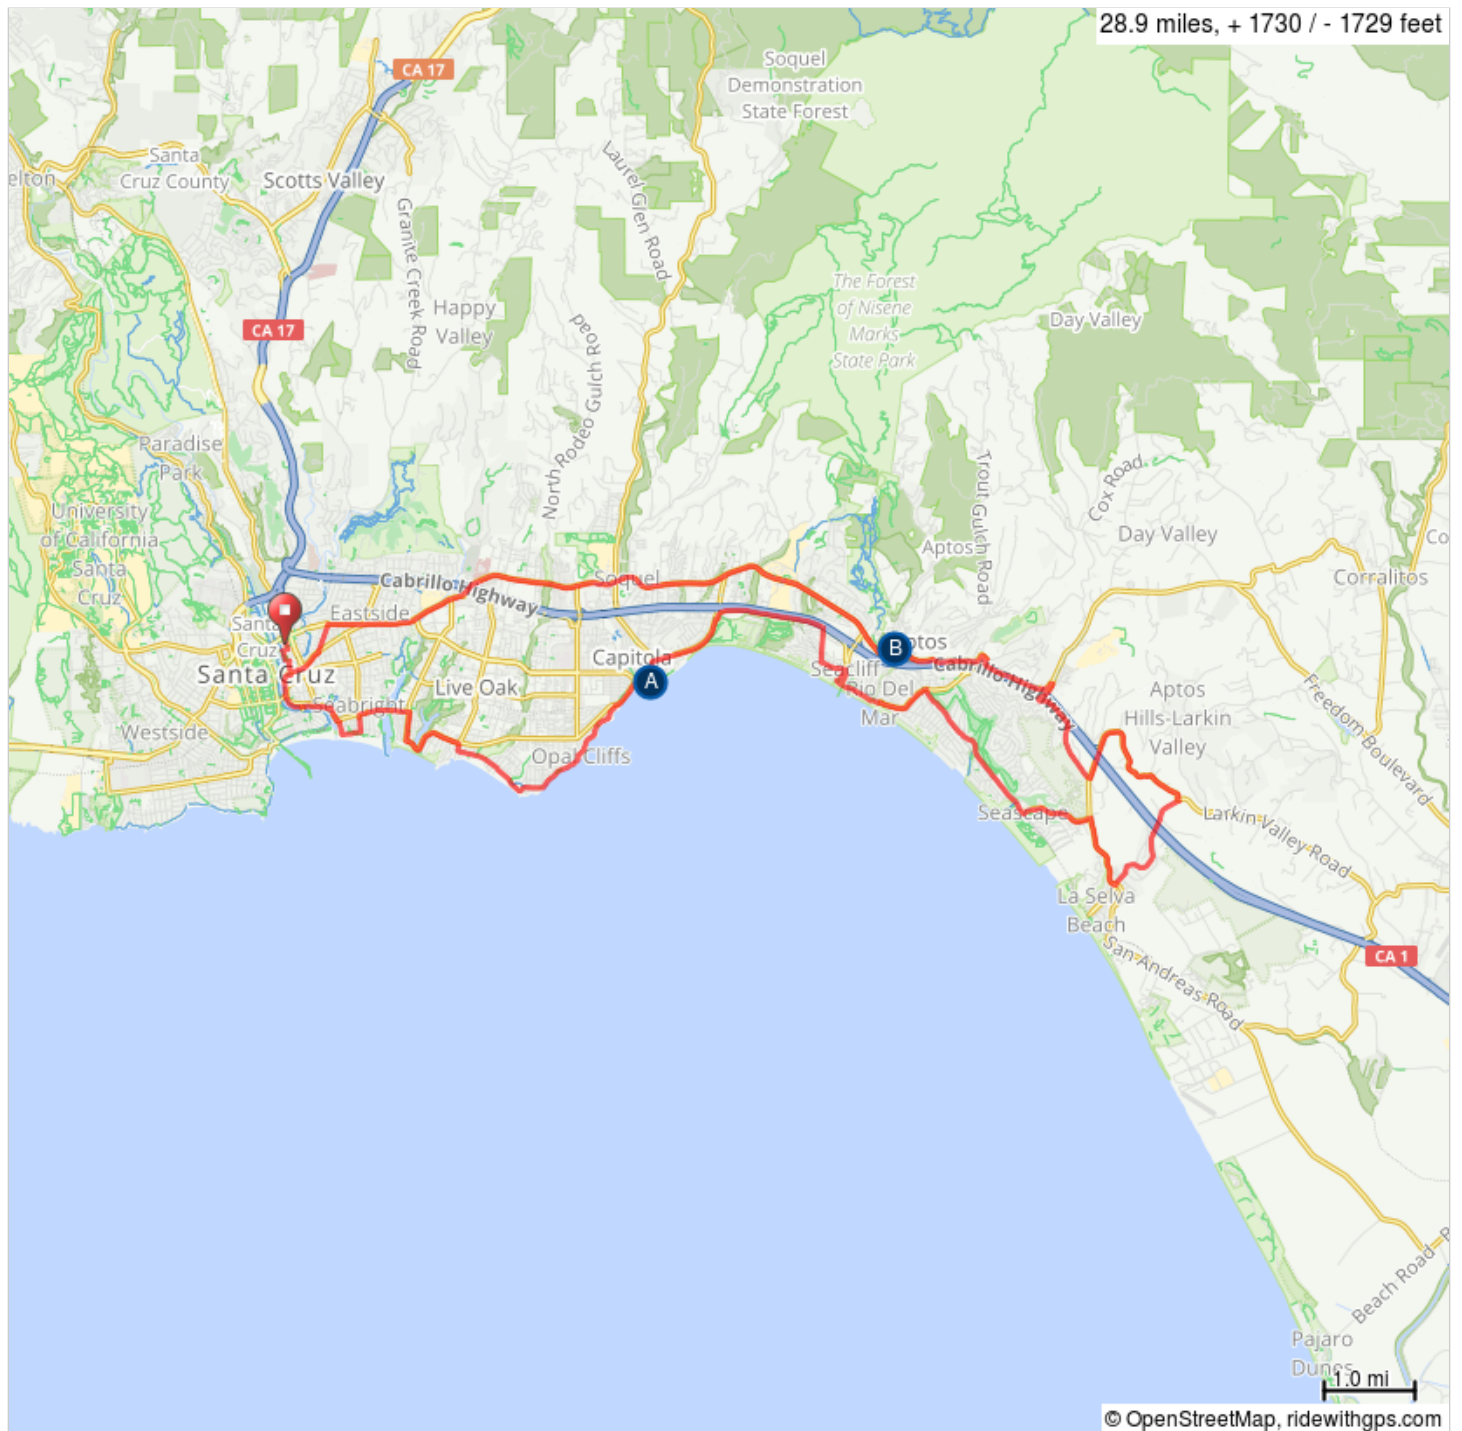 28.9 miles, + 1730 / - 1729 feet
CA 17
Soquel
Demonstration
State Forest
Santa
Cruz County
elton
Scotts Valley
Laurel Glen Road
Granite Creek Road
The Forest
of Nisene
Marks
State Park
Happy
Valley
Day Valley
CA 17
North Rodeo Gulch Road
Paradise
Park
Trout Gulch Road
Cox Road
University
of California
Santa
Cruz
Day Valley
Co
Aptos
Corralitos
Cabrillo Highway
Soquel
Eastside
Santa
Cruz
Aptos
B
Capitola
A
Cabrillo Highway
Seacliff
Santa Cruz
Live Oak
Rio Del
Mar
Aptos
Hills-Larkin
Valley
Freedom Boulevard
Seabright
Westside
Opal Cliffs
Seascape
Larkin Valley Road
La Selva
Beach
San Andreas Road
CA 1
Beach Road
Pajaro
Dunes
1.0 mi
© OpenStreetMap, ridewithgps.com